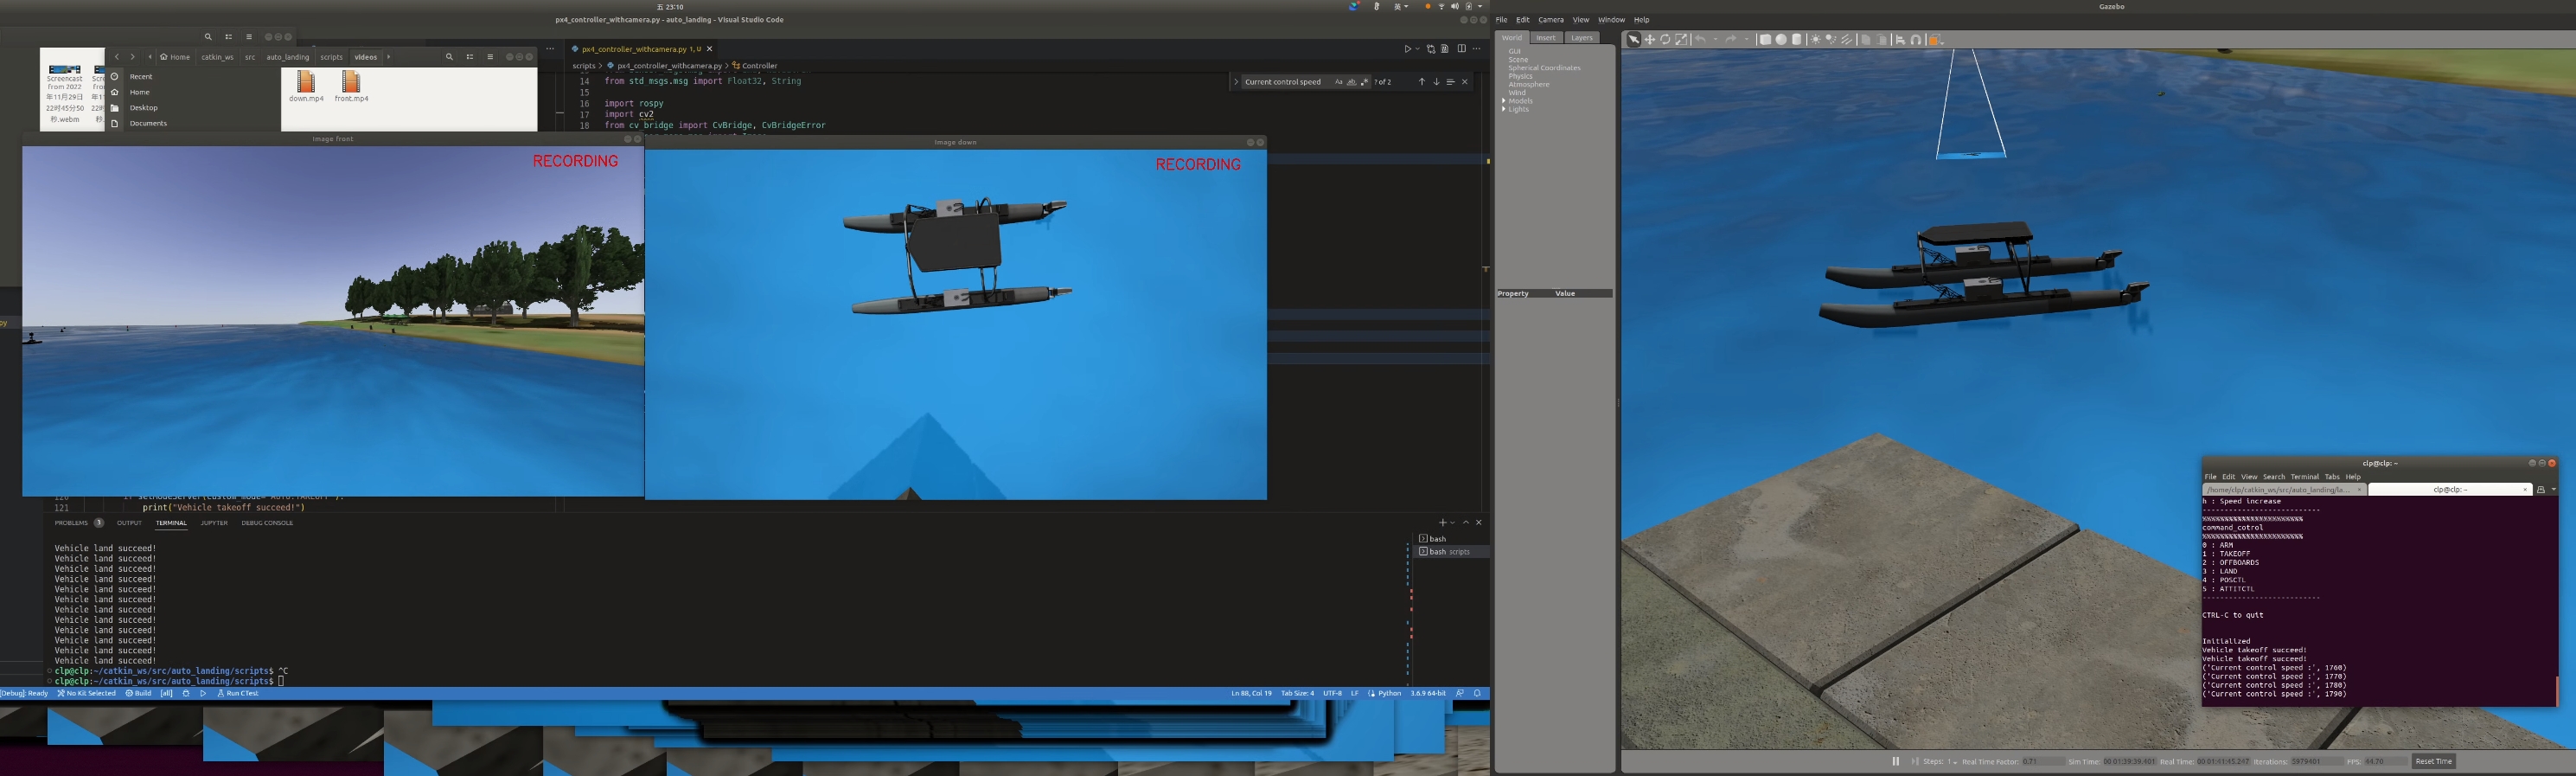 五 23:10
px4_controller_withcamera.py - auto_landing - Visual Studio Code
Home catkin_ws src auto_landing scripts videos
Screencast
from 2022
年11月29日
22时45分50
秒.webm
Recent
Home
Desktop
Documents
down.mp4 front.mp4
px4_controller_withcamera.py 1, U
scripts > px4_controller_withcamera.py > Controller
Current control speed Aa ? of 2
14 from std_msgs.msg import Float32, String
15
16 import rospy
17 import cv2
18 from cv_bridge import CvBridge, CvBridgeError
Image front
RECORDING
Image down
RECORDING
121 print("Vehicle takeoff succeed!")
PROBLEMS 3 OUTPUT TERMINAL JUPYTER DEBUG CONSOLE
Vehicle land succeed!
Vehicle land succeed!
Vehicle land succeed!
Vehicle land succeed!
Vehicle land succeed!
Vehicle land succeed!
Vehicle land succeed!
Vehicle land succeed!
Vehicle land succeed!
Vehicle land succeed!
Vehicle land succeed!
Vehicle land succeed!
clp@clp:~/catkin_ws/src/auto_landing/scripts$ ^C
clp@clp:~/catkin_ws/src/auto_landing/scripts$
bash
bash scripts
[Debug]: Ready No Kit Selected Build [all] Run CTest
Ln 88, Col 19 Tab Size: 4 UTF-8 LF Python 3.6.9 64-bit
Gazebo
File Edit Camera View Window Help
World Insert Layers
GUI
Scene
Spherical Coordinates
Physics
Atmosphere
Wind
Models
Lights
Property Value
clp@clp: ~
File Edit View Search Terminal Tabs Help
/home/clp/catkin_ws/src/auto_landing/la... clp@clp: ~
h : Speed increase
---------------------------
%%%%%%%%%%%%%%%%%%%%%%%
command_cotrol
%%%%%%%%%%%%%%%%%%%%%%%
0 : ARM
1 : TAKEOFF
2 : OFFBOARDS
3 : LAND
4 : POSCTL
5 : ATTITCTL
---------------------------
CTRL-C to quit
Initialized
Vehicle takeoff succeed!
Vehicle takeoff succeed!
('Current control speed :', 1760)
('Current control speed :', 1770)
('Current control speed :', 1780)
('Current control speed :', 1790)
Steps: 1 Real Time Factor: 0.71 Sim Time: 00 01:39:39.401 Real Time: 00 01:41:45.247 Iterations: 5979401 FPS: 44.70 Reset Time